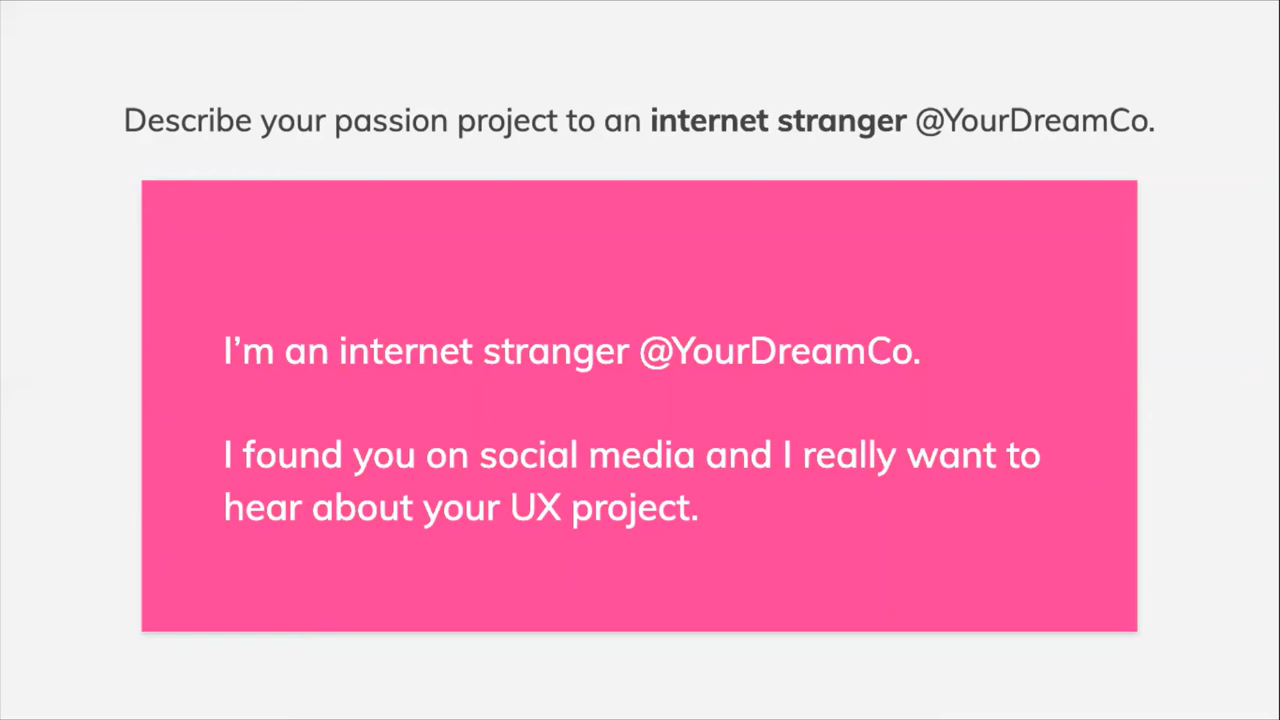 Describe your passion project to an internet stranger @YourDreamCo.
I’m an internet stranger @YourDreamCo.
I found you on social media and I really want to
hear about your UX project.